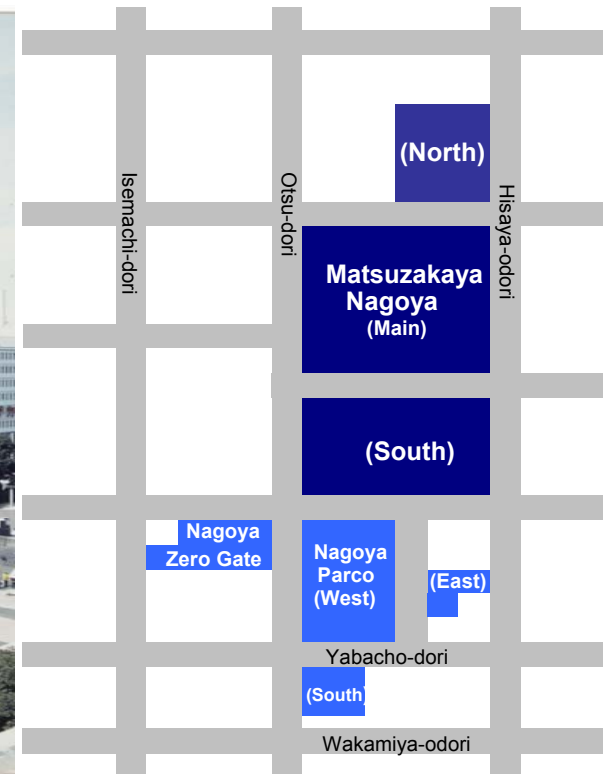 (North)
Isemachi-dori
Otsu-dori
Hisaya-odori
Matsuzakaya
Nagoya
(Main)
(South)
Nagoya
Zero Gate
Nagoya
Parco
(West)
(East)
Yabacho-dori
(South)
Wakamiya-odori